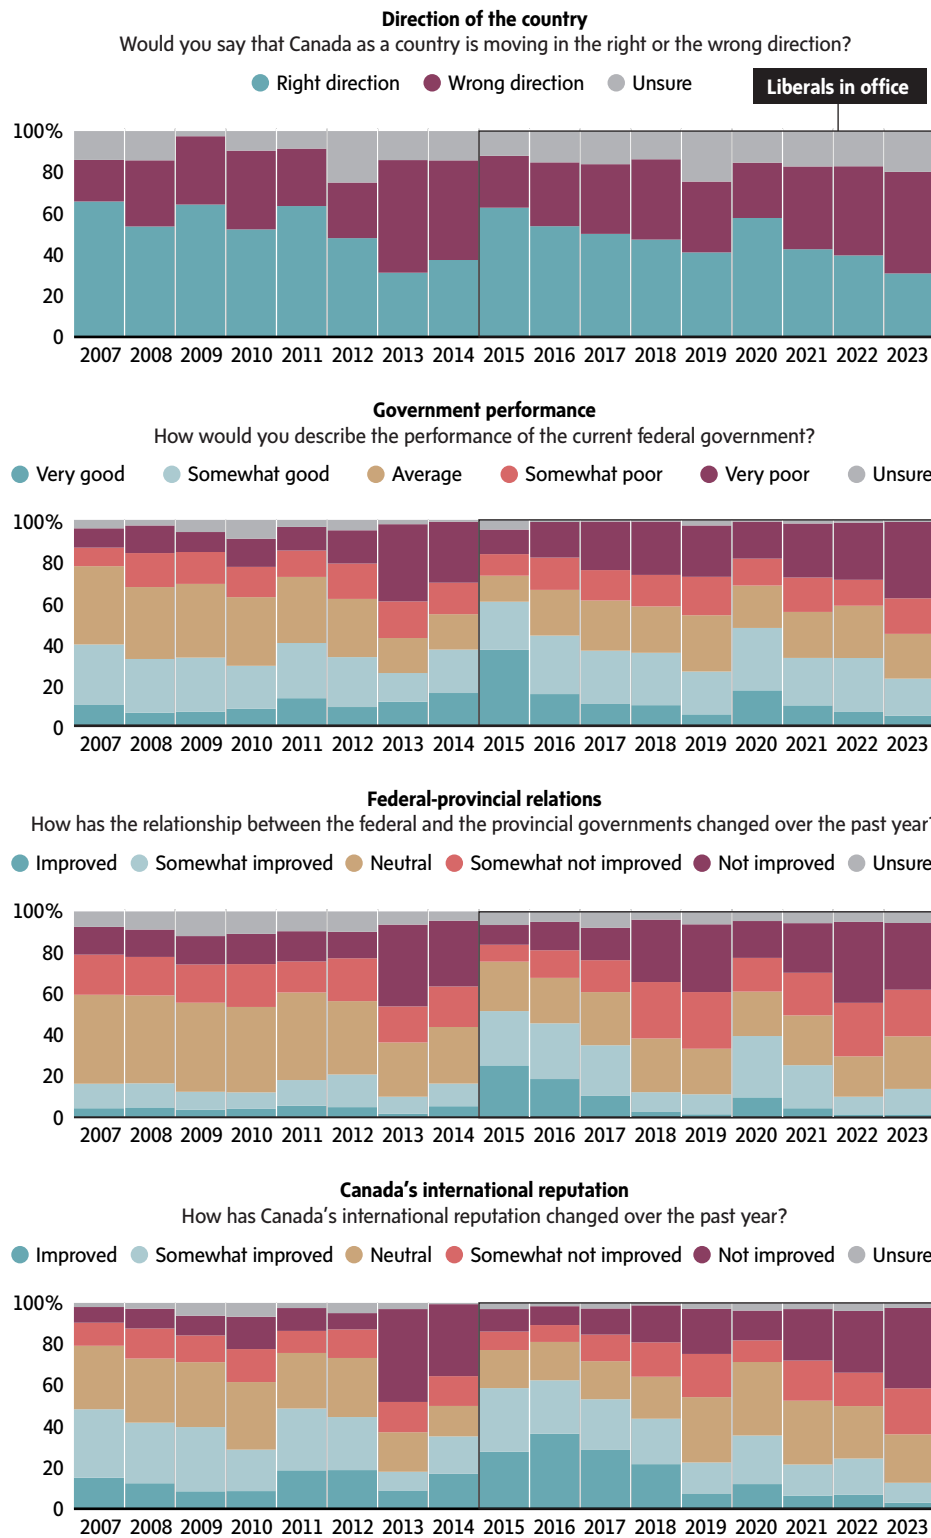 Direction of the country
Would you say that Canada as a country is moving in the right or the wrong direction?
Right direction Wrong direction Unsure
Liberals in office
100%
80
60
40
20
0
2007 2008 2009 2010 2011 2012 2013 2014 2015 2016 2017 2018 2019 2020 2021 2022 2023
Government performance
How would you describe the performance of the current federal government?
Very good Somewhat good Average Somewhat poor Very poor Unsure
100%
80
60
40
20
0
2007 2008 2009 2010 2011 2012 2013 2014 2015 2016 2017 2018 2019 2020 2021 2022 2023
Federal-provincial relations
How has the relationship between the federal and the provincial governments changed over the past year?
Improved Somewhat improved Neutral Somewhat not improved Not improved Unsure
100%
80
60
40
20
0
2007 2008 2009 2010 2011 2012 2013 2014 2015 2016 2017 2018 2019 2020 2021 2022 2023
Canada's international reputation
How has Canada's international reputation changed over the past year?
Improved Somewhat improved Neutral Somewhat not improved Not improved Unsure
100%
80
60
40
20
0
2007 2008 2009 2010 2011 2012 2013 2014 2015 2016 2017 2018 2019 2020 2021 2022 2023